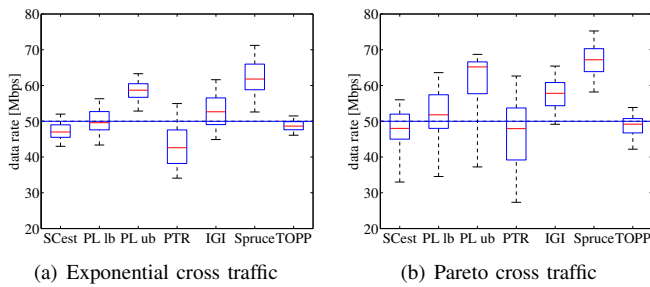 80 80
70 70
60 60
50 50
40 40
30 30
20 20
data rate [Mbps] data rate [Mbps]
SCest PL lb PL ub PTR IGI Spruce TOPP SCest PL lb PL ub PTR IGI Spruce TOPP
(a) Exponential cross traffic (b) Pareto cross traffic